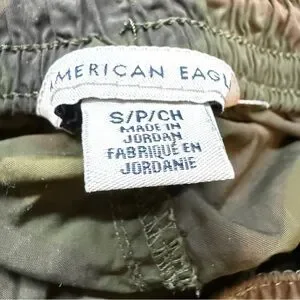 AMERICAN EAGL
S/P/CH
MADE IN
JORDAN
FABRIQUÉ EN
JORDANIE